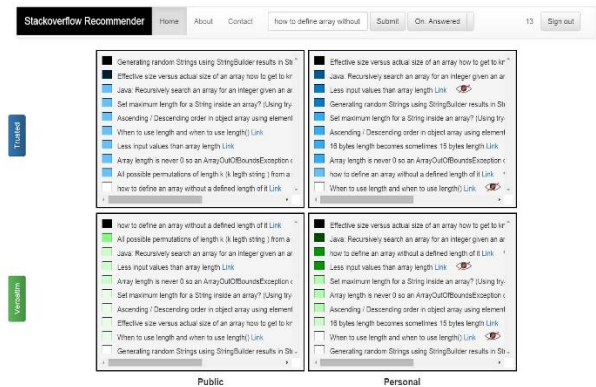 Stackoverflow Recommender Home About Contact how to define array without Submit On: Answered 13 Sign out
Trusted
Generating random Strings using StringBuilder results in Str
Effective size versus actual size of an array how to get to kr
Java: Recursively search an array for an integer given an ar
Set maximum length for a String inside an array? (Using try-
Ascending / Descending order in object array using element
When to use length and when to use length() Link
Less input values than array length Link
Array length is never 0 so an ArrayOutOfBoundsException c
All possible permutations of length k (k legth string ) from a
how to define an array without a defined length of it Link
Effective size versus actual size of an array how to get to kr
Java: Recursively search an array for an integer given an ar
Less input values than array length Link
Generating random Strings using StringBuilder results in Str
Set maximum length for a String inside an array? (Using try-
Ascending / Descending order in object array using element
16 bytes length becomes sometimes 15 bytes length Link
Array length is never 0 so an ArrayOutOfBoundsException c
how to define an array without a defined length of it Link
When to use length and when to use length() Link
Verbatim
how to define an array without a defined length of it Link
All possible permutations of length k (k legth string ) from a
Java: Recursively search an array for an integer given an ar
Less input values than array length Link
Array length is never 0 so an ArrayOutOfBoundsException c
Set maximum length for a String inside an array? (Using try-
Ascending / Descending order in object array using element
Effective size versus actual size of an array how to get to kr
When to use length and when to use length() Link
Generating random Strings using StringBuilder results in Str
Effective size versus actual size of an array how to get to kr
Java: Recursively search an array for an integer given an ar
how to define an array without a defined length of it Link
Less input values than array length Link
Set maximum length for a String inside an array? (Using try-
Array length is never 0 so an ArrayOutOfBoundsException c
Ascending / Descending order in object array using element
16 bytes length becomes sometimes 15 bytes length Link
When to use length and when to use length() Link
Generating random Strings using StringBuilder results in Str
Public Personal